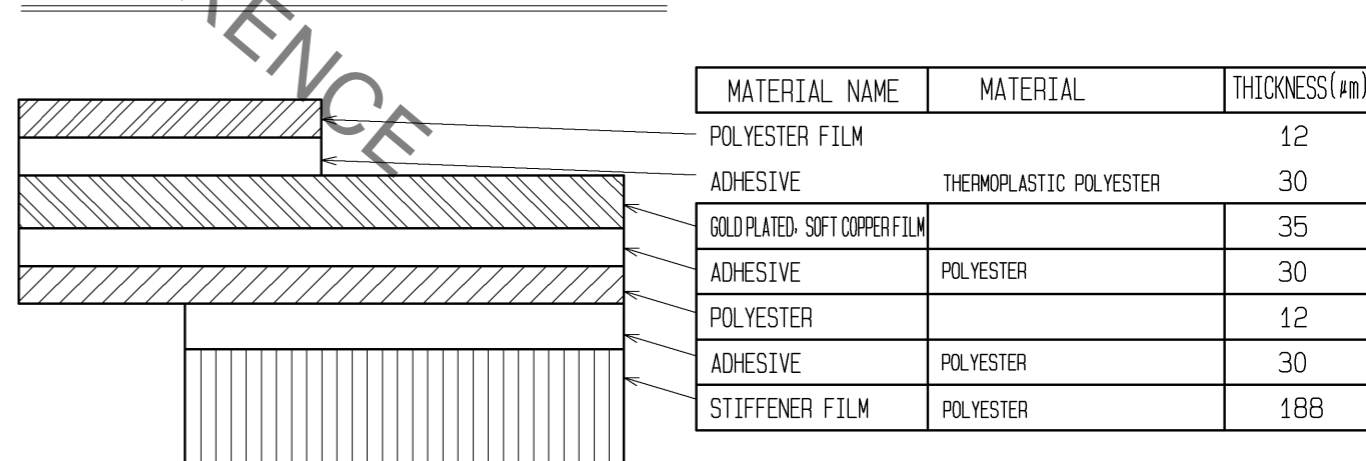 RENCE
MATERIAL NAME MATERIAL THICKNESS(μm)
POLYESTER FILM 12
ADHESIVE THERMOPLASTIC POLYESTER 30
GOLD PLATED, SOFT COPPER FILM 35
ADHESIVE POLYESTER 30
POLYESTER 12
ADHESIVE POLYESTER 30
STIFFENER FILM POLYESTER 188